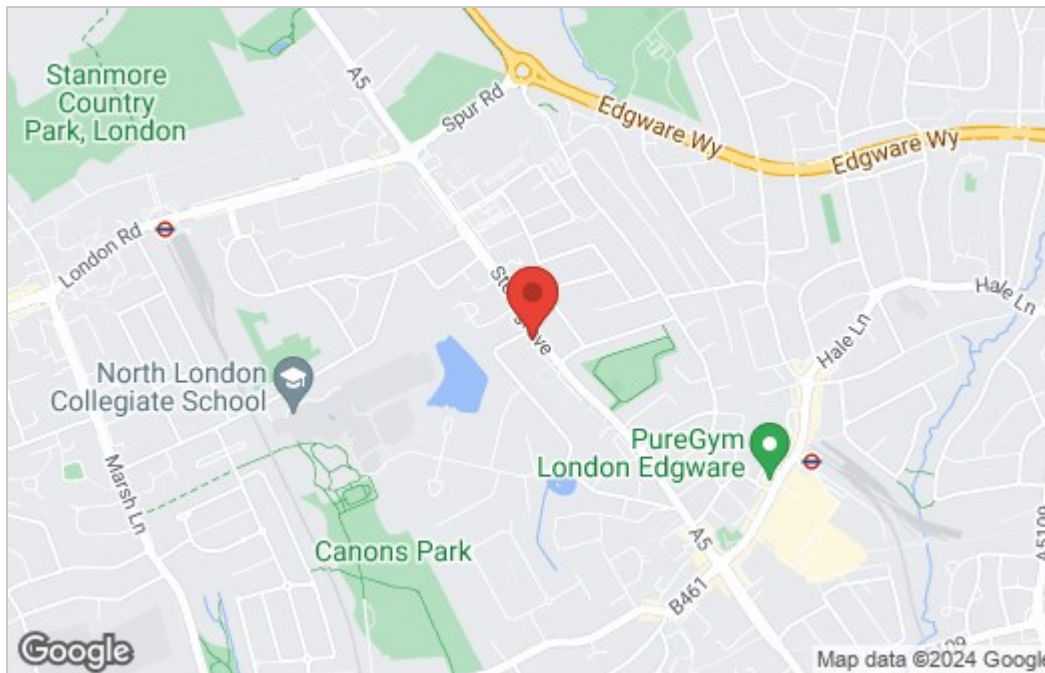 Stanmore
Country
Park, London
A5
Spur Rd
Edgware Wy
Edgware Wy
London Rd
Hale Ln
Hale Ln
North London
Collegiate School
PureGym
London Edgware
Marsh Ln
Canons Park
A5
B461
A5109
Google
Map data ©2024 Google